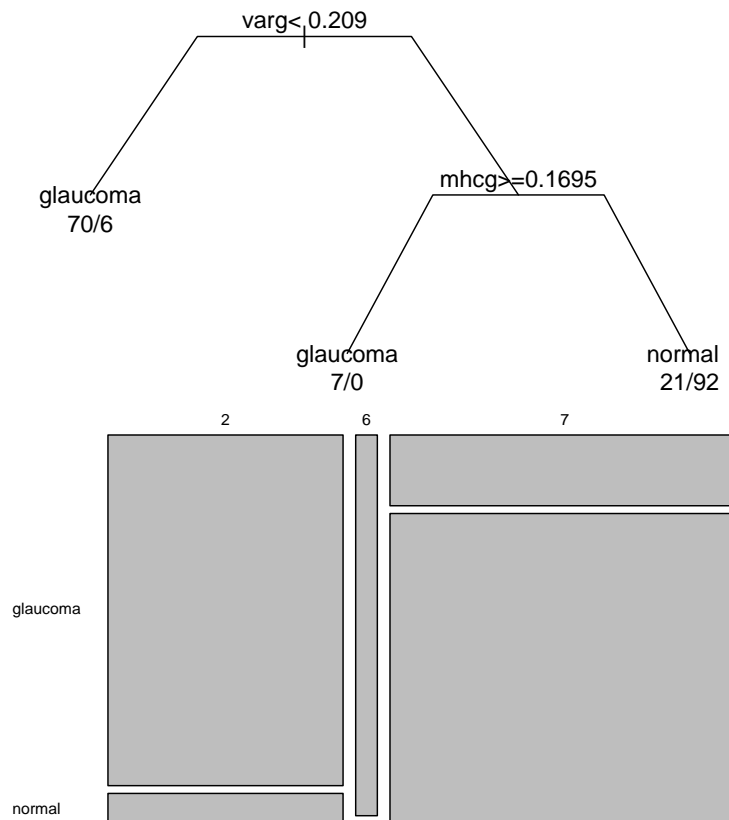 varg< 0.209
mhcg>=0.1695
glaucoma
70/6
glaucoma
7/0
normal
21/92
2 6 7
glaucoma
normal